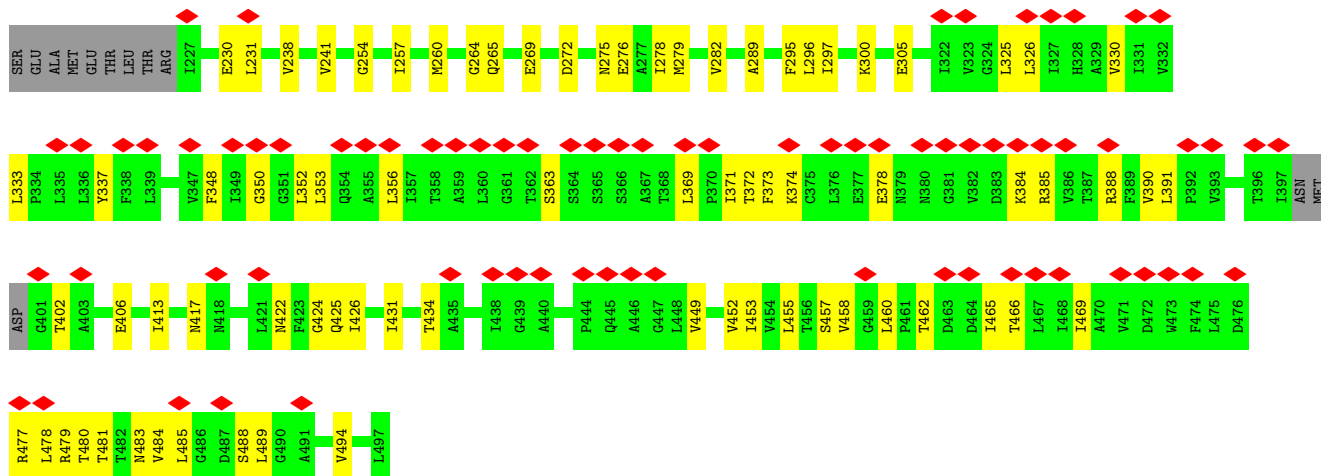 SER GLU ALA MET GLU THR LEU THR ARG I227 E230 L231 V238 V241 G254 I257 M260 G264 Q265 E269 D272 N275 E276 A277 I278 M279 V282 A289 F295 L296 I297 K300 E305 I322 V323 G324 L325 L326 I327 H328 A329 V330 I331 V332
L333 P334 L335 L336 Y337 F338 L339 V347 F348 I349 G350 G351 L352 L353 Q354 A355 L356 I357 T358 A359 L360 G361 T362 S363 S364 S365 S366 A367 T368 L369 P370 I371 T372 F373 K374 C375 L376 E377 E378 N379 N380 G381 V382 D383 K384 R385 V386 T387 R388 F389 V390 L391 P392 V393 T396 I397 ASN MET
ASP G401 T402 A403 E406 I413 N417 N418 L421 N422 F423 G424 Q425 I426 I431 T434 A435 I438 G439 A440 P444 Q445 A446 G447 L448 V449 V452 I453 V454 L455 T456 S457 V458 G459 L460 P461 T462 D463 D464 I465 T466 L467 I468 I469 A470 V471 D472 W473 F474 L475 D476
R477 L478 R479 T480 T481 T482 N483 V484 L485 G486 D487 S488 L489 G490 A491 V494 L497